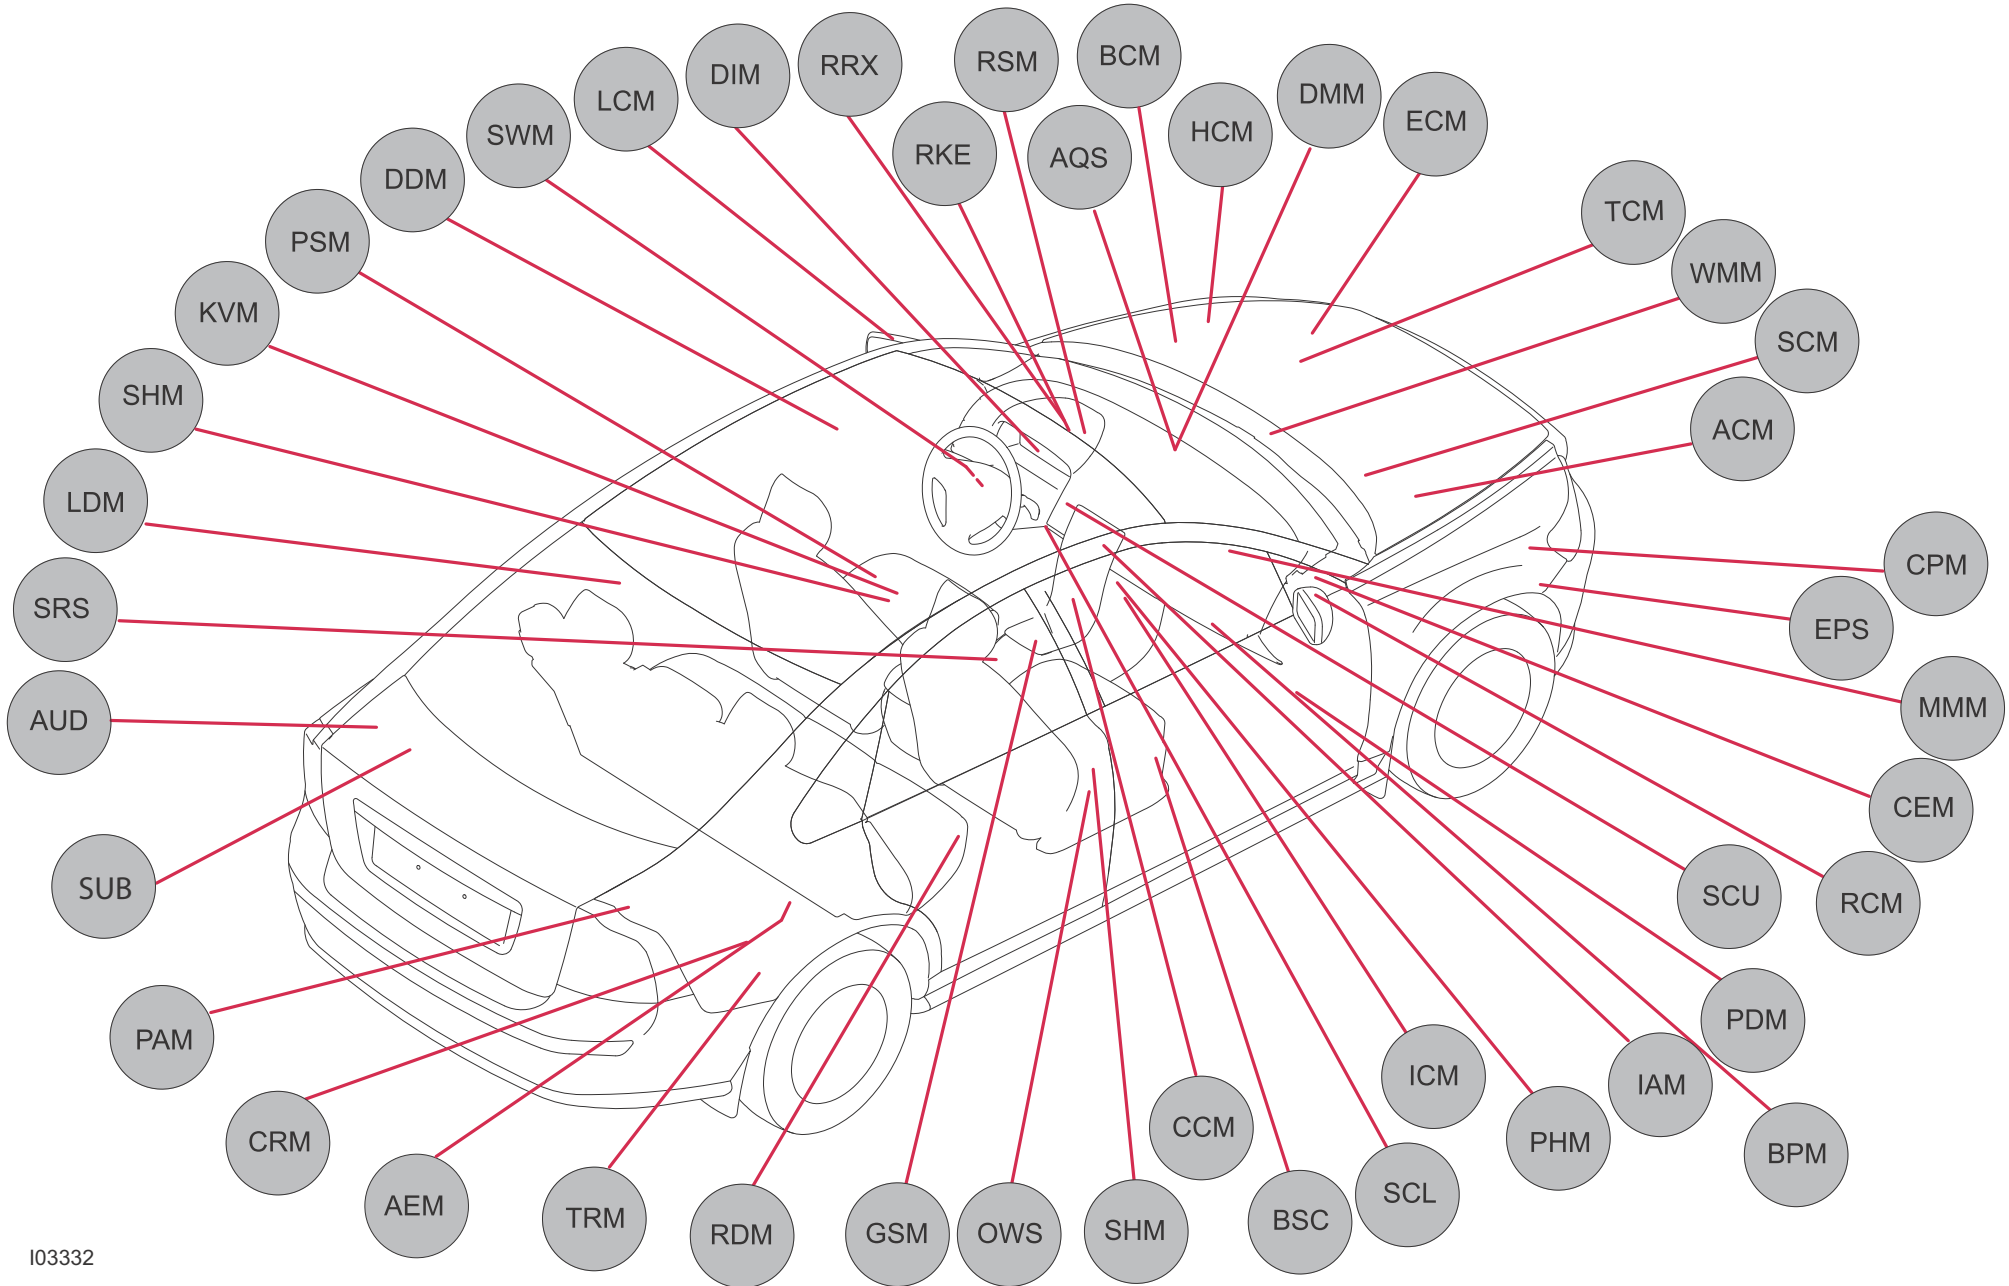 RRX
RSM
BCM
DIM
LCM
DMM
ECM
SWM
HCM
RKE
AQS
DDM
TCM
PSM
WMM
KVM
SCM
SHM
ACM
LDM
CPM
SRS
EPS
AUD
MMM
CEM
SUB
SCU
RCM
PAM
PDM
ICM
IAM
CRM
CCM
PHM
BPM
AEM
TRM
RDM
GSM
OWS
SHM
BSC
SCL
I03332